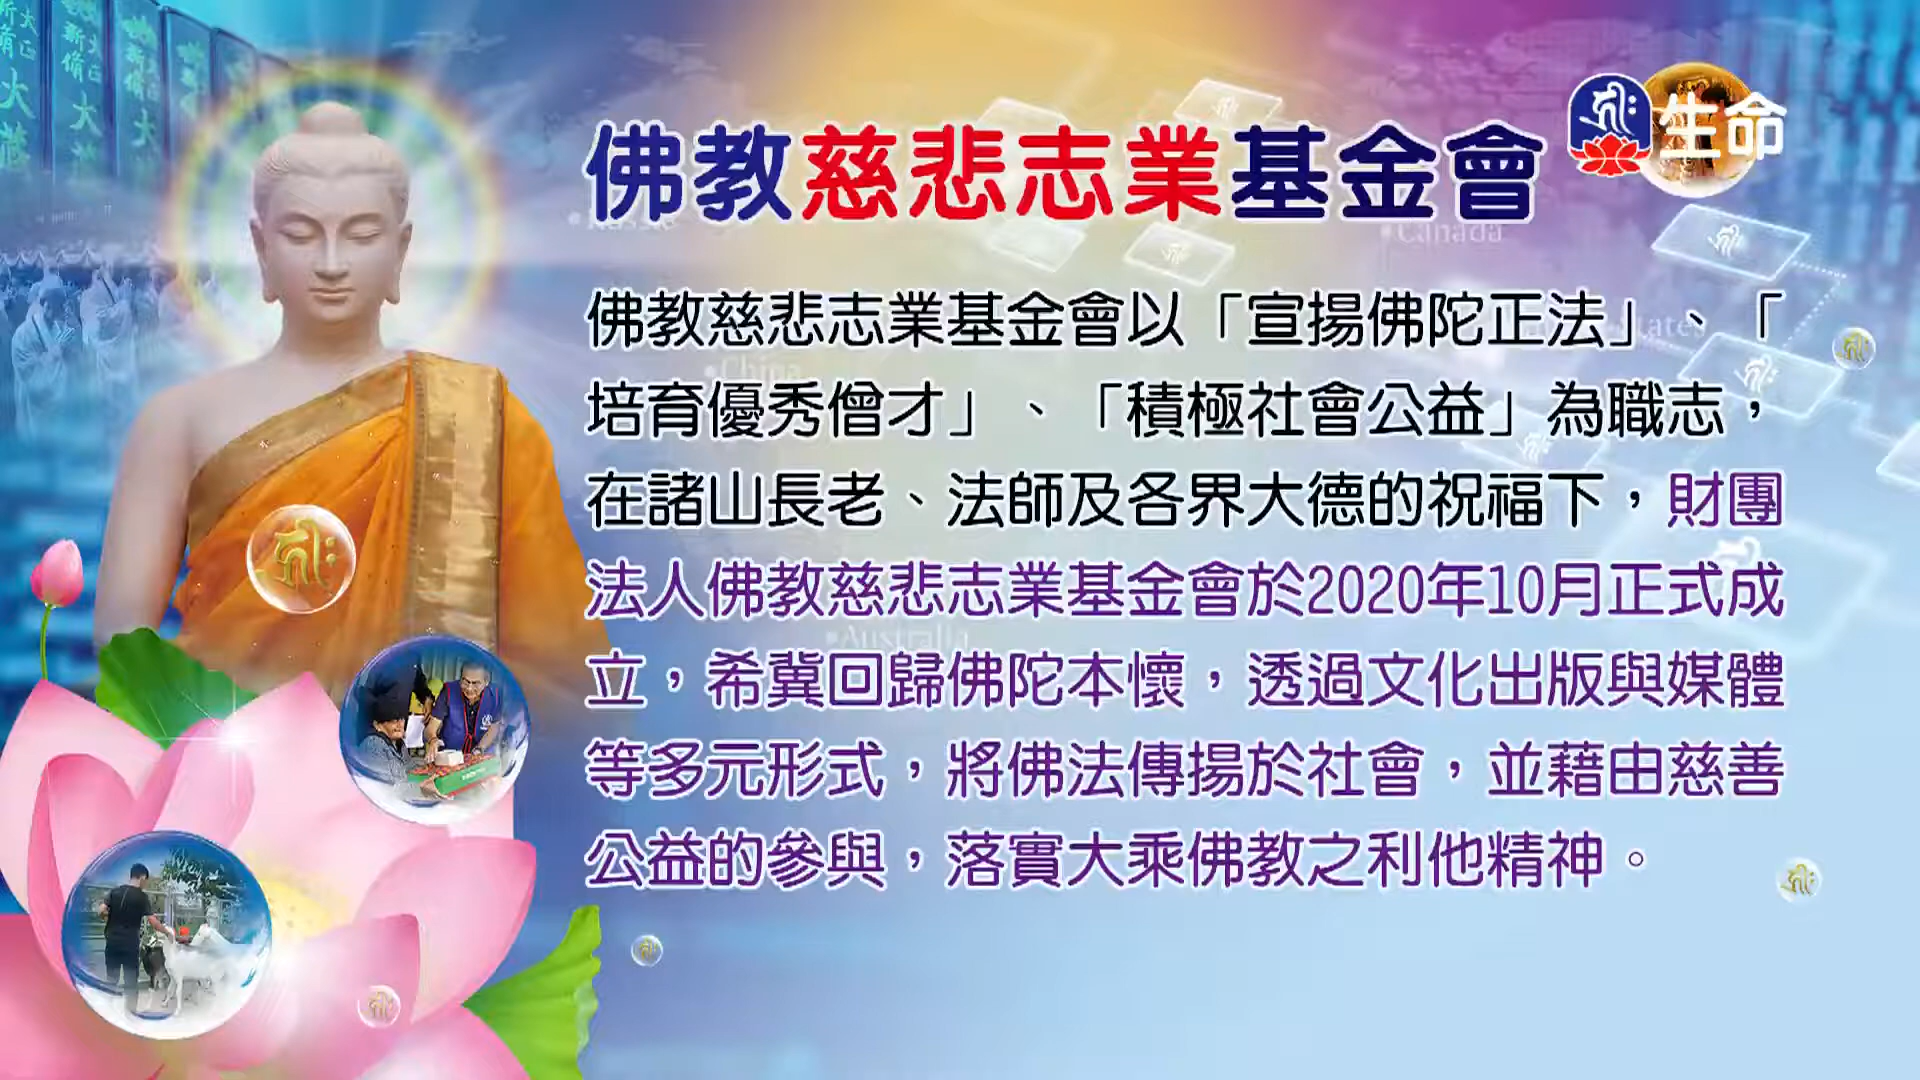 佛教慈悲志業基金會
生命
佛教慈悲志業基金會以「宣揚佛陀正法」、「
培育優秀僧才」、「積極社會公益」為職志，
在諸山長老、法師及各界大德的祝福下，財團
法人佛教慈悲志業基金會於2020年10月正式成
立，希冀回歸佛陀本懷，透過文化出版與媒體
等多元形式，將佛法傳揚於社會，並藉由慈善
公益的參與，落實大乘佛教之利他精神。
Canada
China
Australia